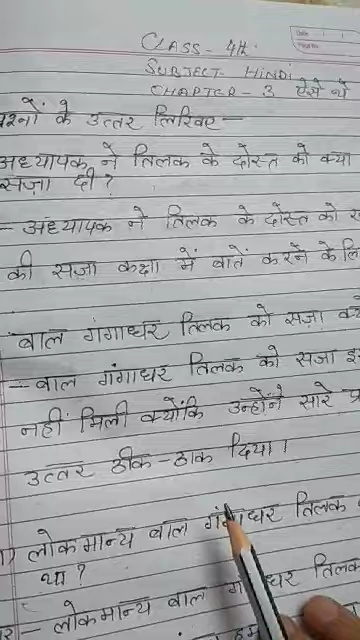 CLASS - 4th
SUBJECT - HINDI
CHAPTER - 3 ऐसे थे
प्रश्नों के उत्तर लिखिए -
अध्यापक ने तिलक के दोस्त को क्या
सज़ा दी ?
- अध्यापक ने तिलक के दोस्त को
की सज़ा कक्षा में बातें करने के
बाल गंगाधर तिलक को सज़ा
- बाल गंगाधर तिलक को सजा
नहीं मिली क्योंकि उन्होंने सारे
उत्तर ठीक-ठाक दिया।
लोकमान्य बाल गंगाधर तिलक
था ?
- लोकमान्य बाल तिलक